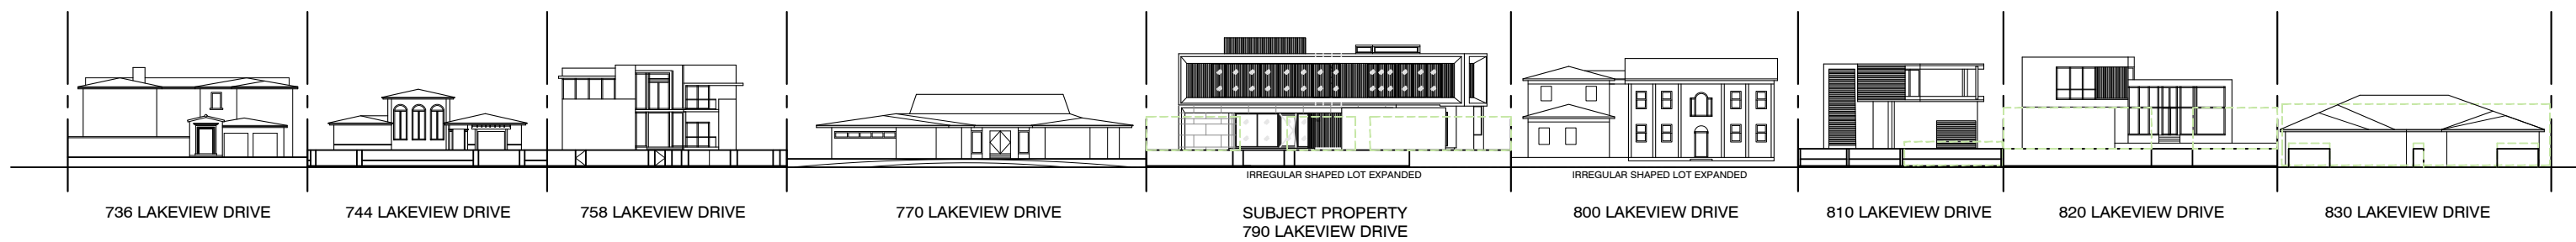 IRREGULAR SHAPED LOT EXPANDED
IRREGULAR SHAPED LOT EXPANDED
736 LAKEVIEW DRIVE
744 LAKEVIEW DRIVE
758 LAKEVIEW DRIVE
770 LAKEVIEW DRIVE
SUBJECT PROPERTY
790 LAKEVIEW DRIVE
800 LAKEVIEW DRIVE
810 LAKEVIEW DRIVE
820 LAKEVIEW DRIVE
830 LAKEVIEW DRIVE